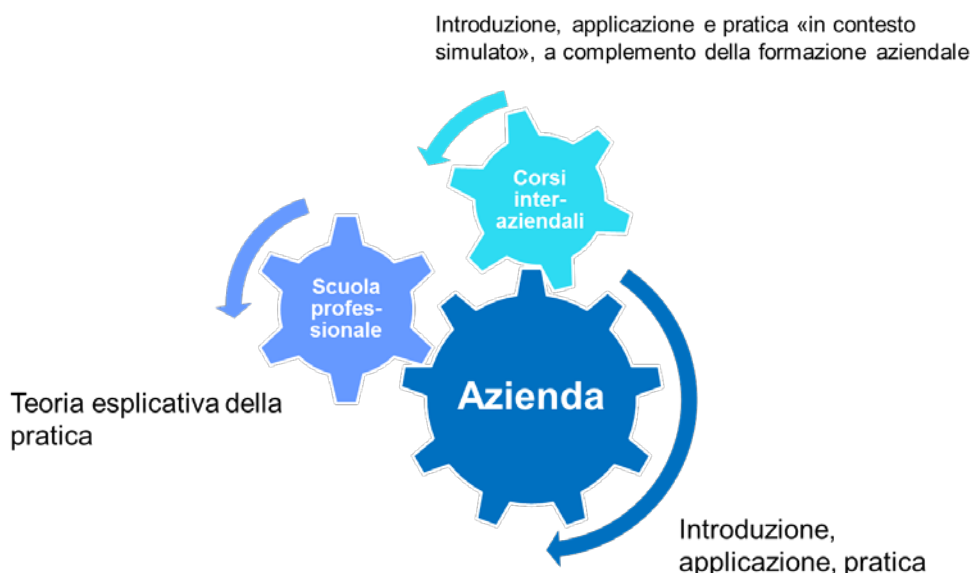 Introduzione, applicazione e pratica «in contesto
simulato», a complemento della formazione aziendale
Corsi
inter-
aziendali
Scuola
profes-
sionale
Azienda
Teoria esplicativa della
pratica
Introduzione,
applicazione, pratica